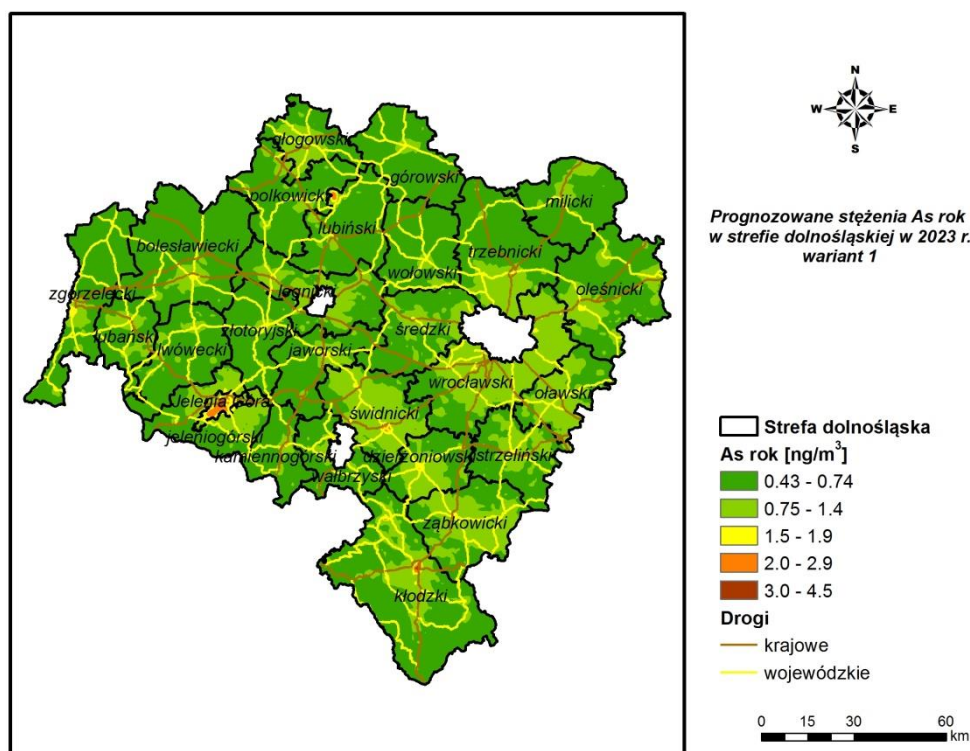 głogowski
górowski
polkowicki
milicki
lubiński
trzebnicki
bolesławiecki
wołowski
oleśnicki
zgorzelecki
legnicki
lubański
złotoryjski
średzki
lwówecki
jaworski
wrocławski
oławski
Jelenia Góra
świdnicki
jeleniogórski
kamiennogórski
dzierżoniowski
strzeliński
wałbrzyski
ząbkowicki
kłodzki
N
W
E
S
Prognozowane stężenia As rok
w strefie dolnośląskiej w 2023 r.
wariant 1
Strefa dolnośląska
As rok [ng/m³]
0.43 - 0.74
0.75 - 1.4
1.5 - 1.9
2.0 - 2.9
3.0 - 4.5
Drogi
krajowe
wojewódzkie
0 15 30 60
km